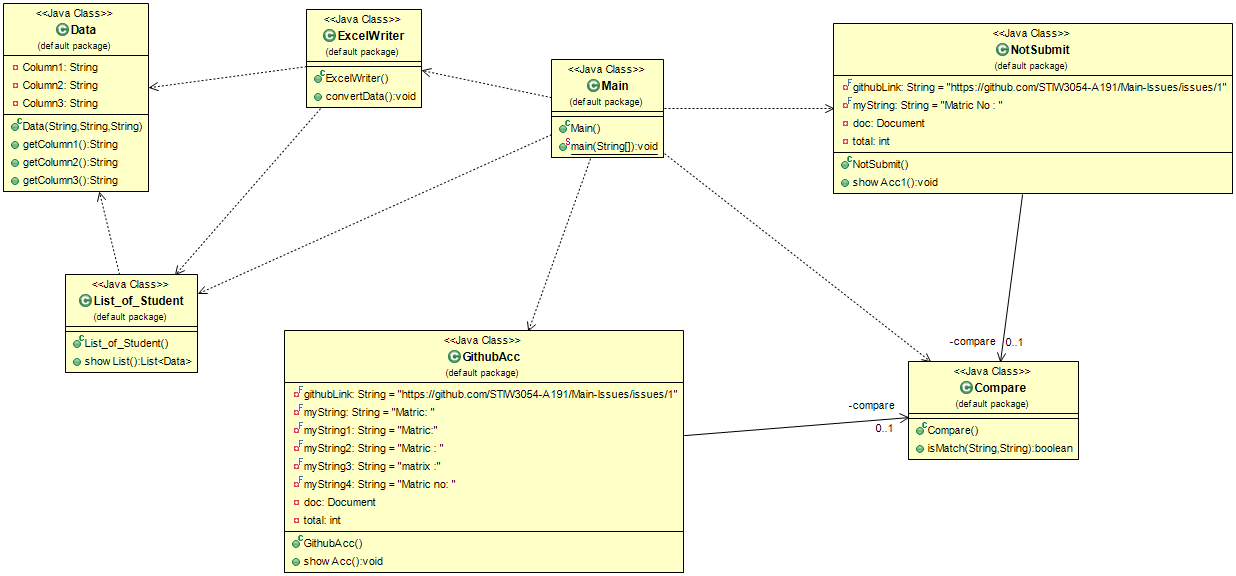 <<Java Class>>
Data
(default package)
Column1: String
Column2: String
Column3: String
Data(String,String,String)
getColumn1():String
getColumn2():String
getColumn3():String
<<Java Class>>
ExcelWriter
(default package)
ExcelWriter()
convertData():void
<<Java Class>>
Main
(default package)
Main()
main(String[]):void
<<Java Class>>
NotSubmit
(default package)
githubLink: String = "https://github.com/STIW3054-A191/Main-Issues/issues/1"
myString: String = "Matric No : "
doc: Document
total: int
NotSubmit()
show Acc1():void
<<Java Class>>
List_of_Student
(default package)
List_of_Student()
show List():List<Data>
<<Java Class>>
GithubAcc
(default package)
githubLink: String = "https://github.com/STIW3054-A191/Main-Issues/issues/1"
myString: String = "Matric: "
myString1: String = "Matric:"
myString2: String = "Matric : "
myString3: String = "matrix :"
myString4: String = "Matric no: "
doc: Document
total: int
GithubAcc()
show Acc():void
-compare 0..1
-compare
0..1
<<Java Class>>
Compare
(default package)
Compare()
isMatch(String,String):boolean